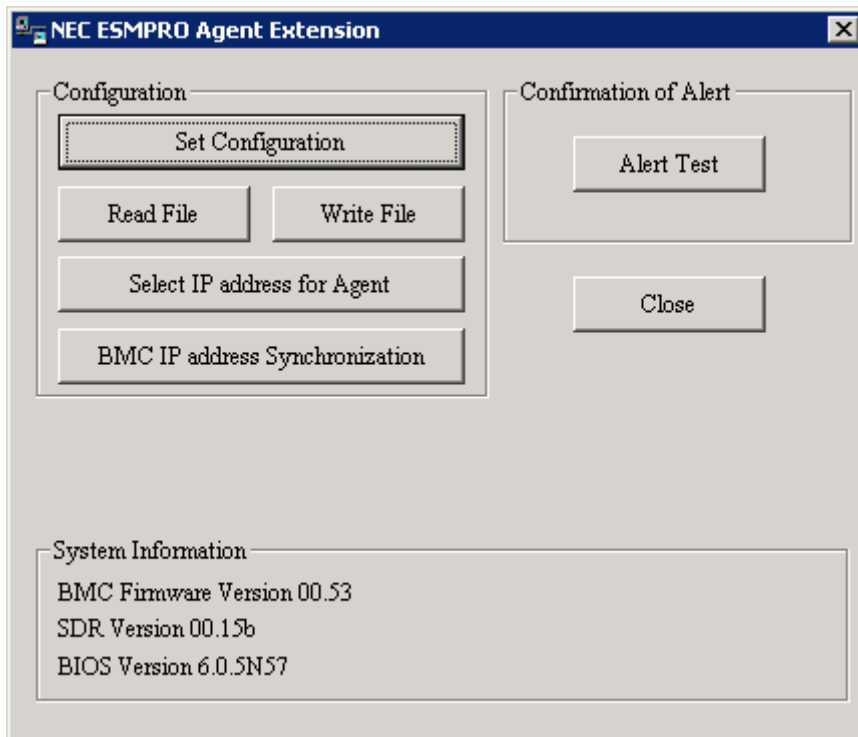 NEC ESMPRO Agent Extension
Configuration
Set Configuration
Read File
Write File
Select IP address for Agent
BMC IP address Synchronization
Confirmation of Alert
Alert Test
Close
System Information
BMC Firmware Version 00.53
SDR Version 00.15b
BIOS Version 6.0.5N57